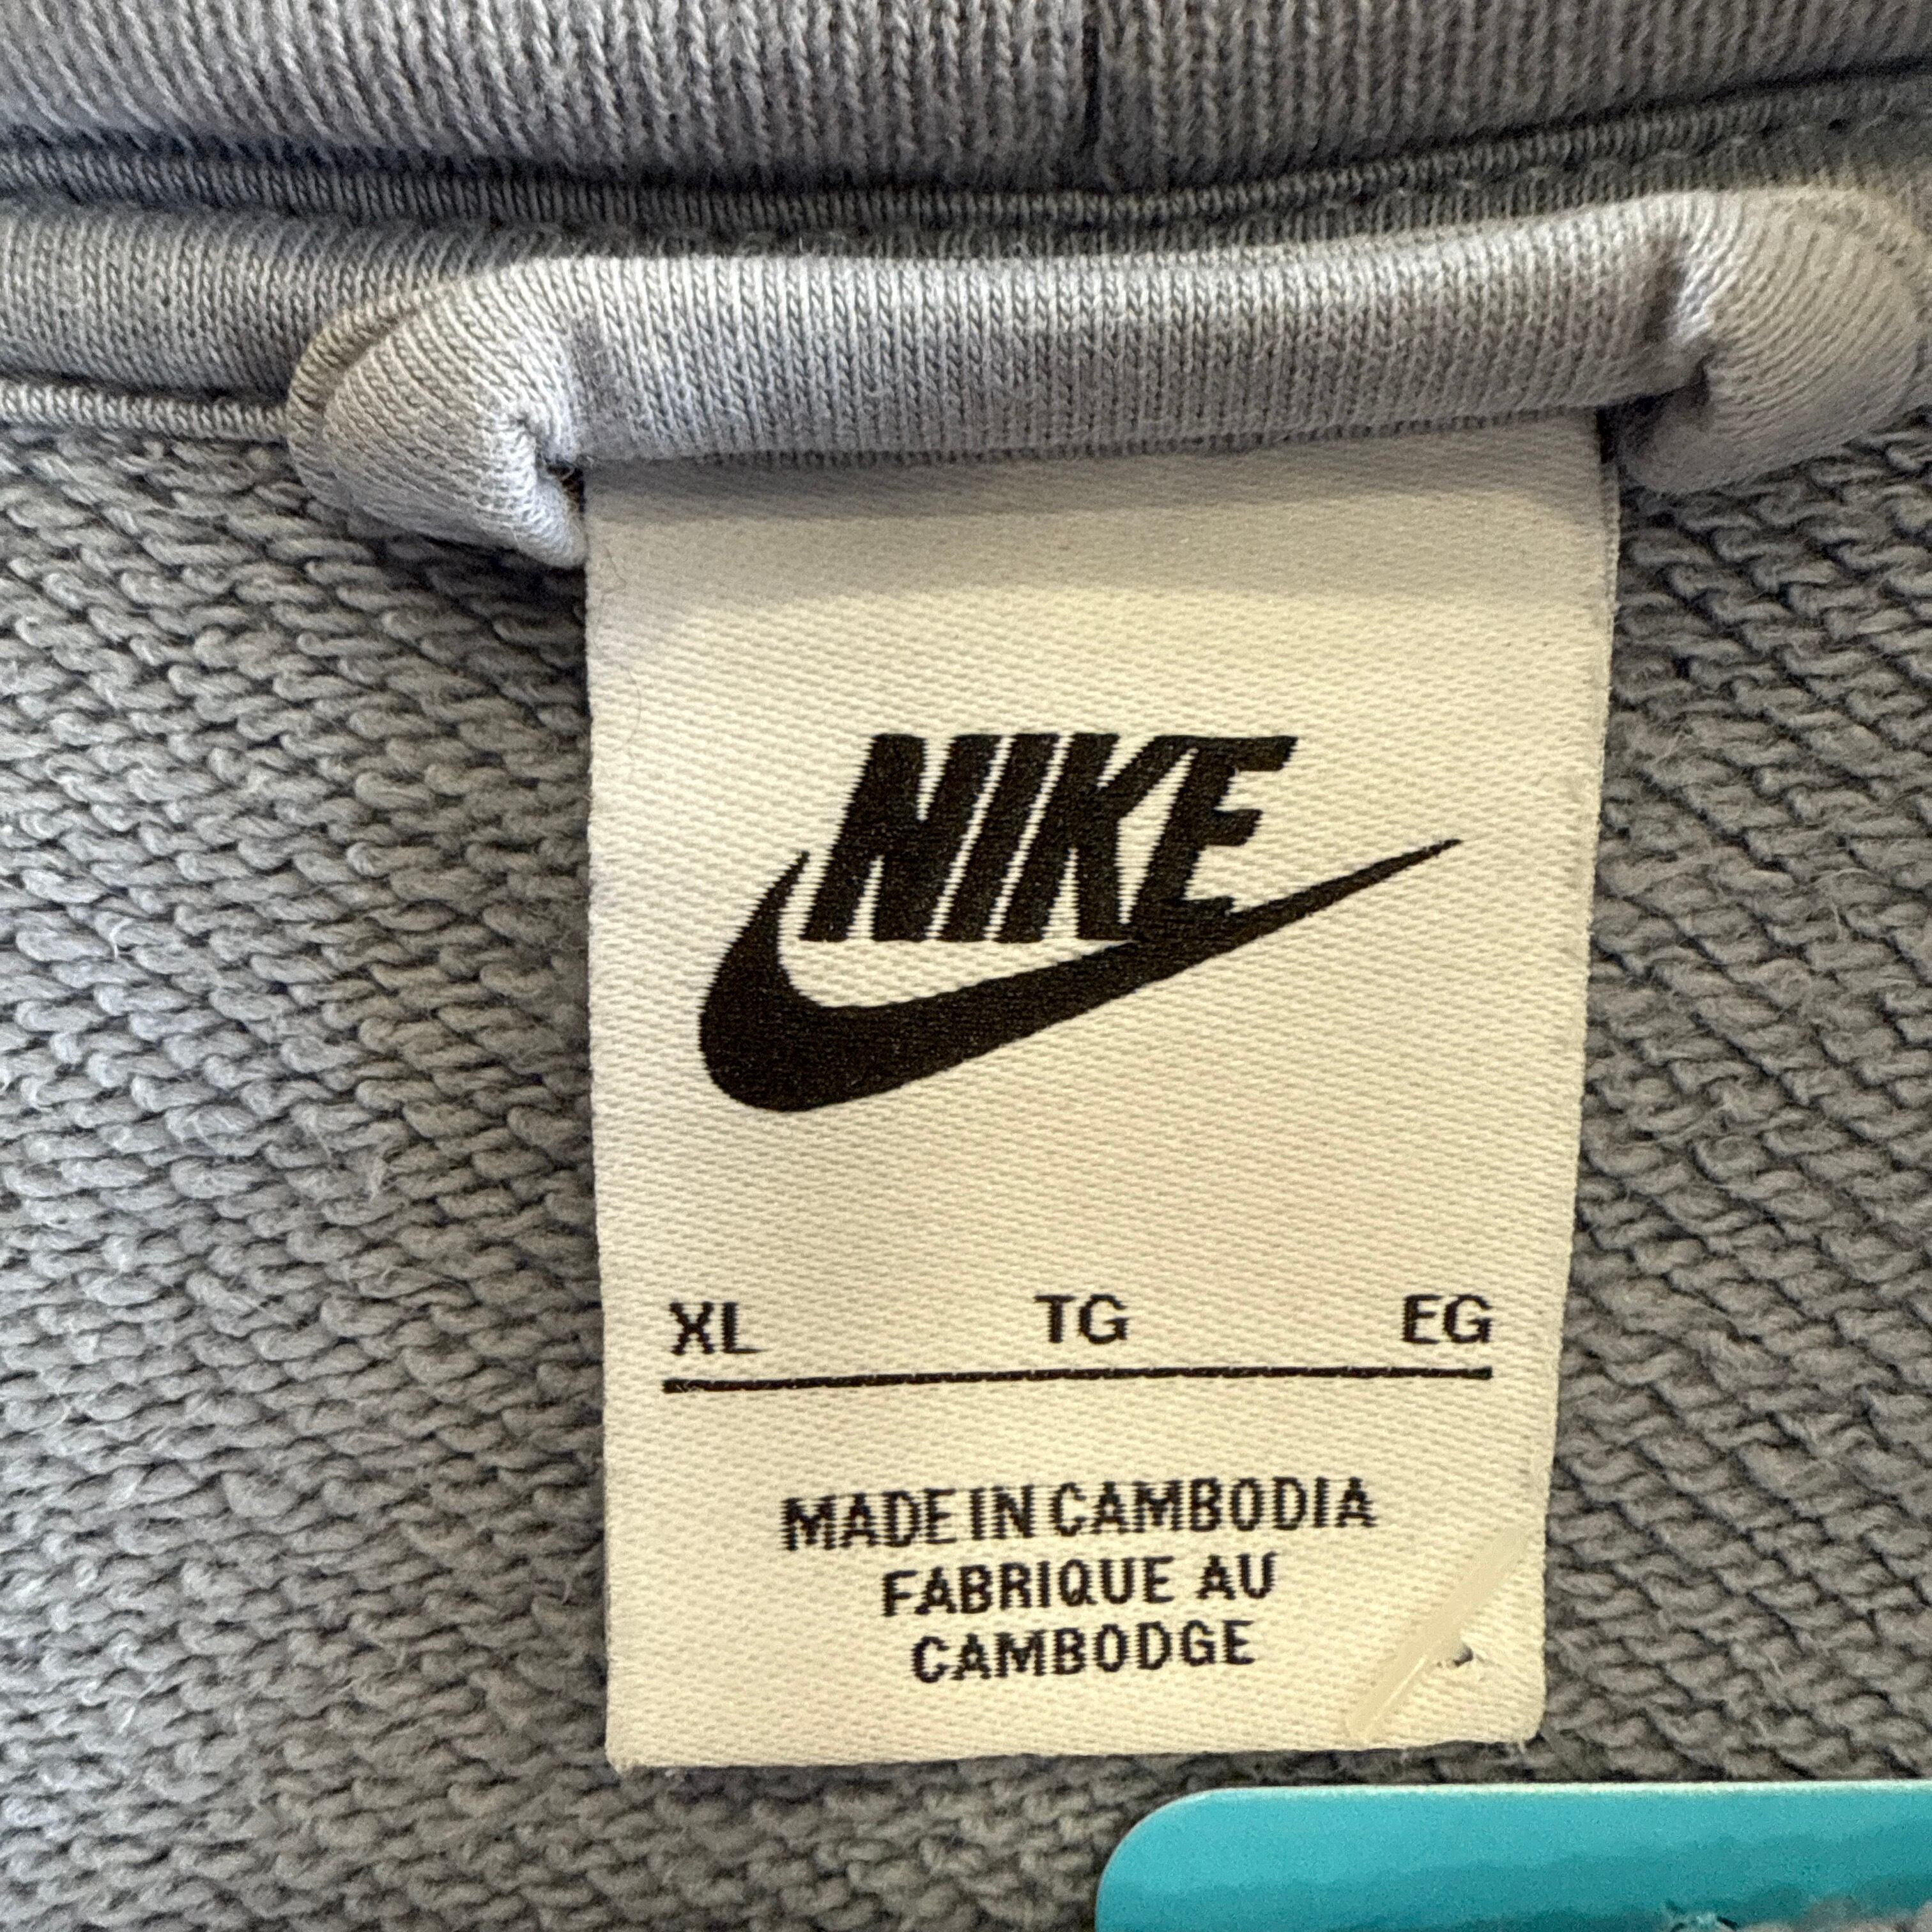 NIKE
XL TG EG
MADE IN CAMBODIA
FABRIQUE AU
CAMBODGE